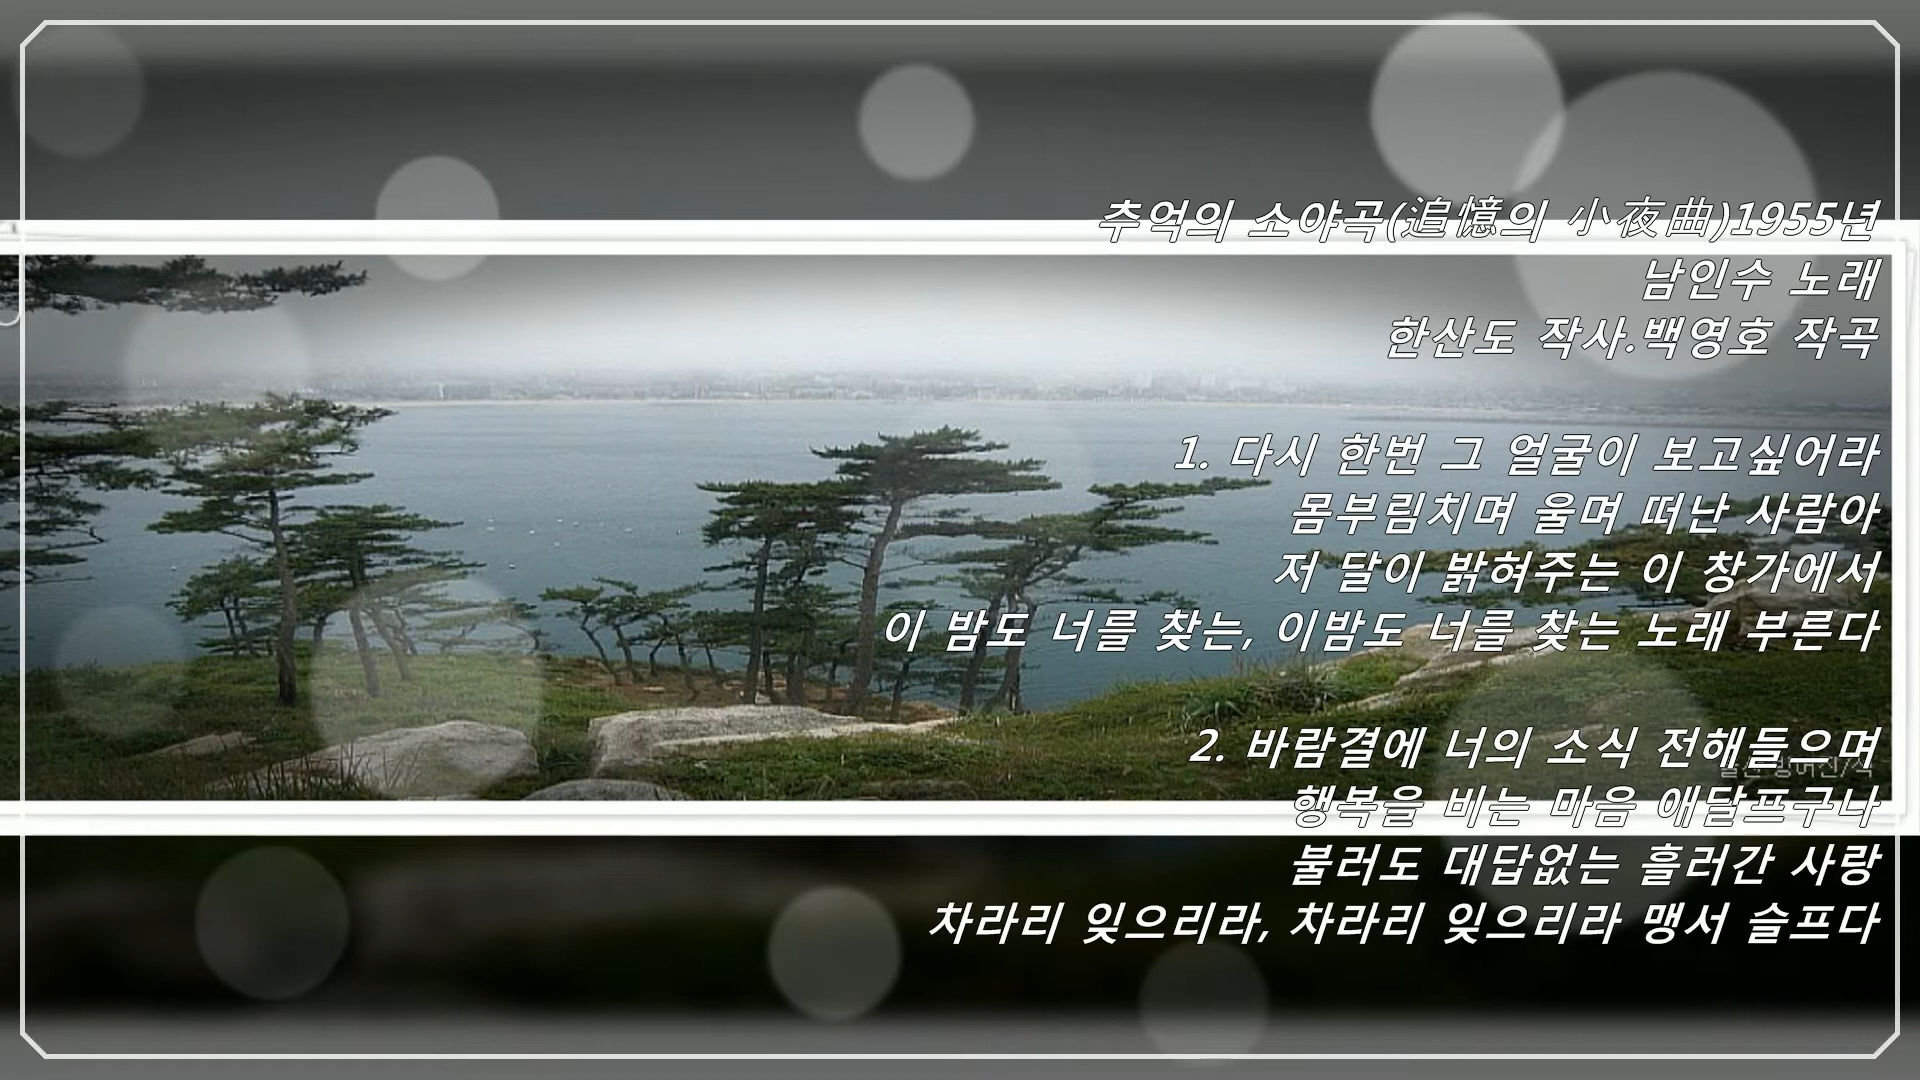 추억의 소야곡(追憶의 小夜曲)1955년
남인수 노래
한산도 작사.백영호 작곡
1. 다시 한번 그 얼굴이 보고싶어라
몸부림치며 울며 떠난 사람아
저 달이 밝혀주는 이 창가에서
이 밤도 너를 찾는, 이밤도 너를 찾는 노래 부른다
2. 바람결에 너의 소식 전해들으며
행복을 비는 마음 애달프구나
불러도 대답없는 흘러간 사랑
차라리 잊으리라, 차라리 잊으리라 맹서 슬프다